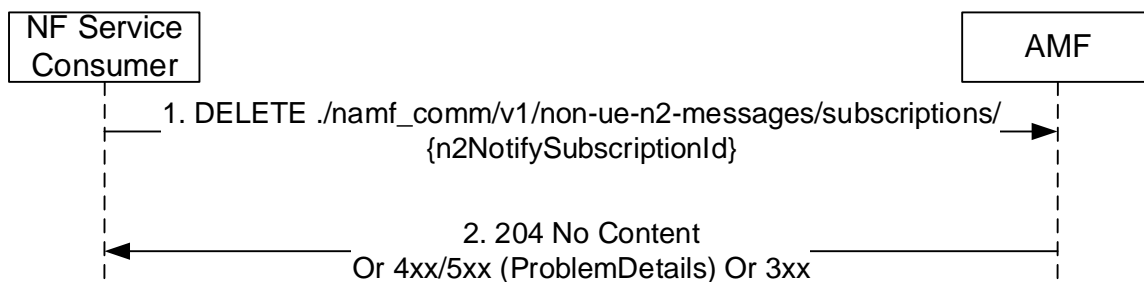 NF Service
Consumer
AMF
1. DELETE ./namf_comm/v1/non-ue-n2-messages/subscriptions/
{n2NotifySubscriptionId}
2. 204 No Content
Or 4xx/5xx (ProblemDetails) Or 3xx